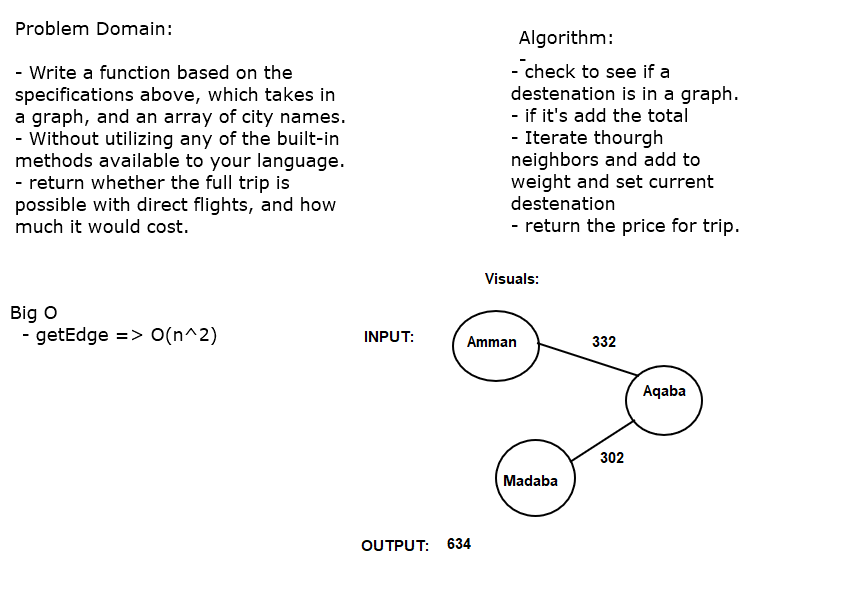 Problem Domain:
- Write a function based on the
specifications above, which takes in
a graph, and an array of city names.
- Without utilizing any of the built-in
methods available to your language.
- return whether the full trip is
possible with direct flights, and how
much it would cost.
Algorithm:
-
- check to see if a
destenation is in a graph.
- if it's add the total
- Iterate thourgh
neighbors and add to
weight and set current
destenation
- return the price for trip.
Big O
- getEdge => O(n^2)
Visuals:
INPUT:
Amman
332
Aqaba
302
Madaba
OUTPUT: 634